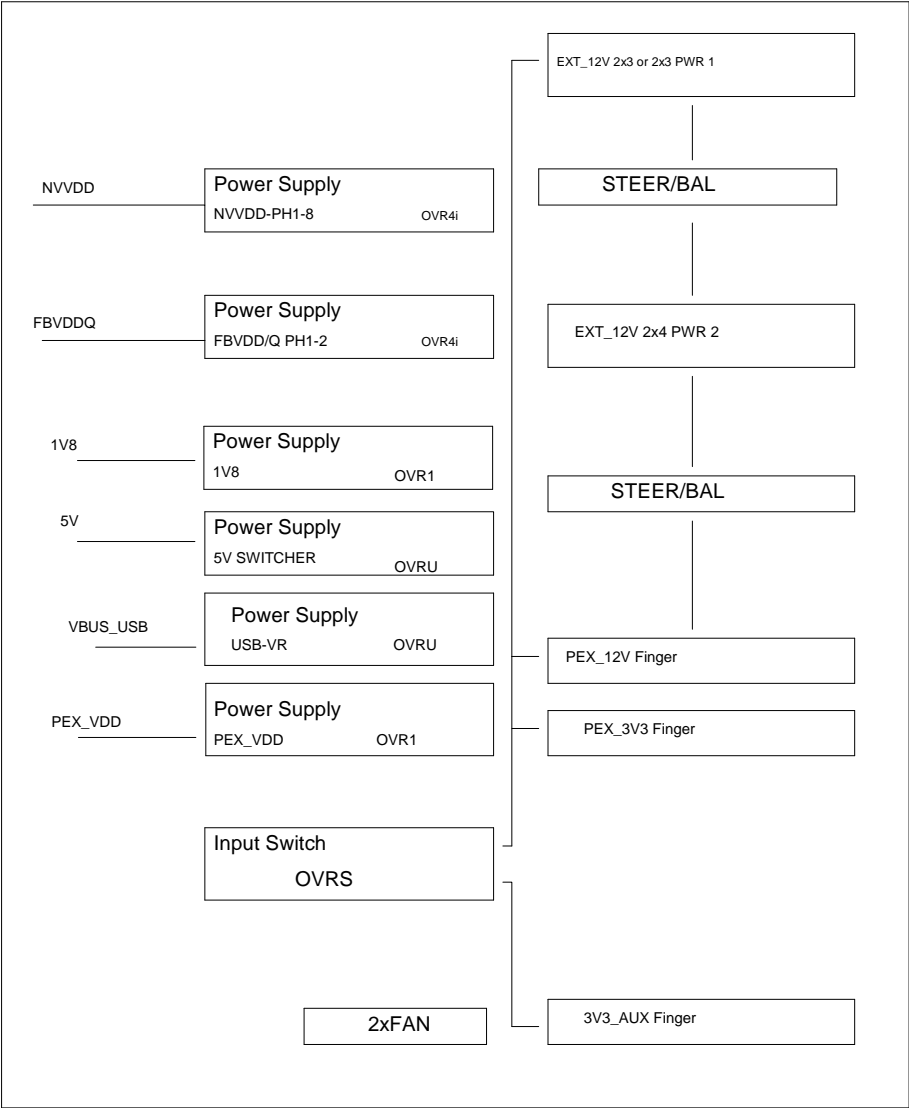 EXT_12V 2x3 or 2x3 PWR 1
NVVDD
Power Supply
NVVDD-PH1-8 OVR4i
STEER/BAL
FBVDDQ
Power Supply
FBVDD/Q PH1-2 OVR4i
EXT_12V 2x4 PWR 2
1V8
Power Supply
1V8 OVR1
STEER/BAL
5V
Power Supply
5V SWITCHER OVRU
VBUS_USB
Power Supply
USB-VR OVRU
PEX_12V Finger
PEX_VDD
Power Supply
PEX_VDD OVR1
PEX_3V3 Finger
Input Switch
OVRS
2xFAN
3V3_AUX Finger